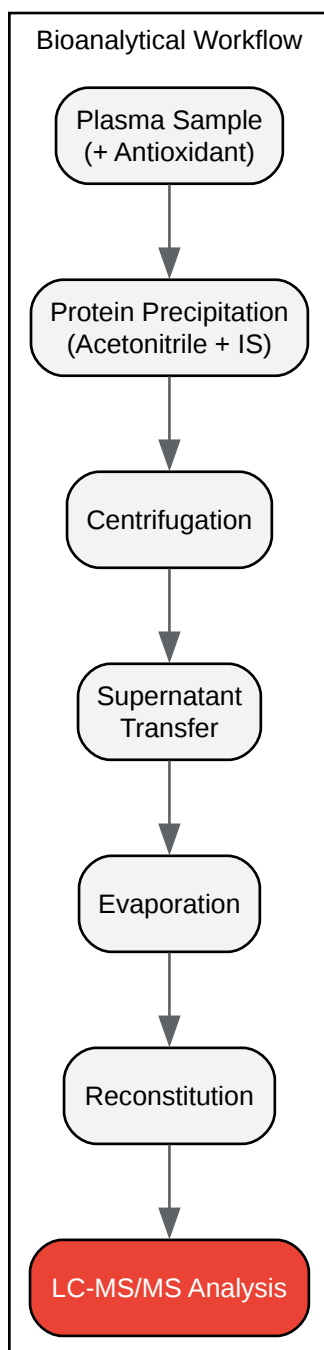 Bioanalytical Workflow
Plasma Sample
(+ Antioxidant)
Protein Precipitation
(Acetonitrile + IS)
Centrifugation
Supernatant
Transfer
Evaporation
Reconstitution
LC-MS/MS Analysis